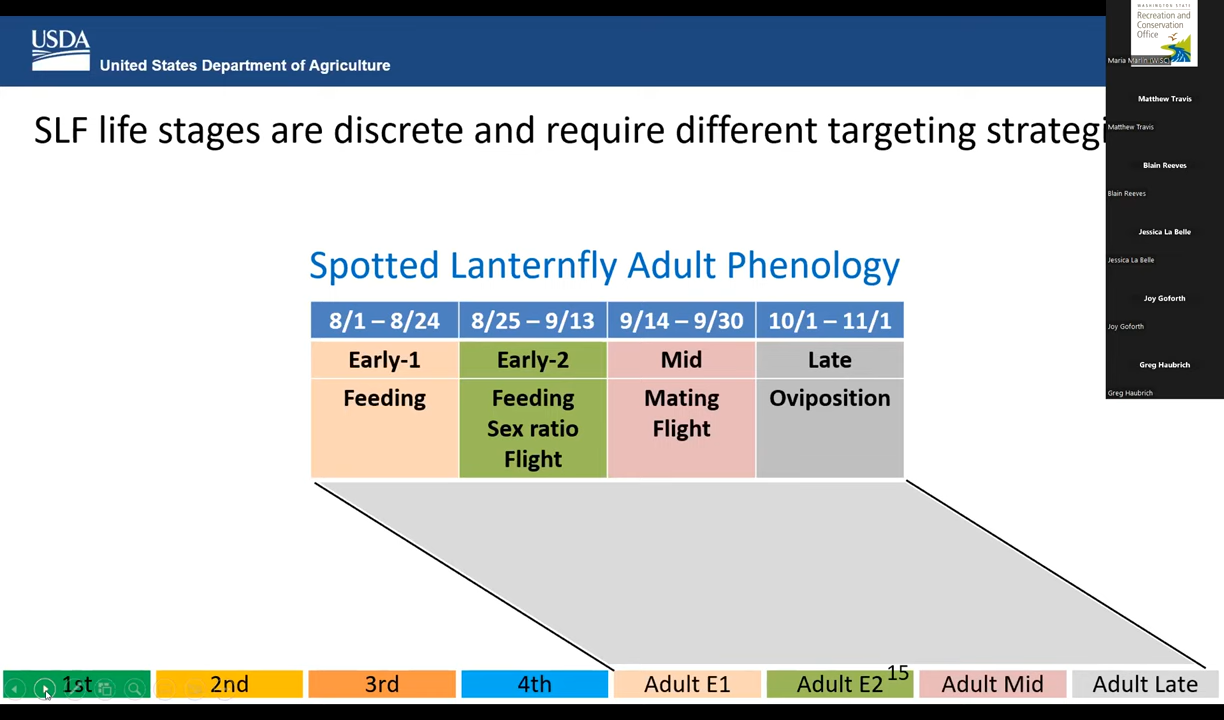 USDA
United States Department of Agriculture
SLF life stages are discrete and require different targeting strategi
Spotted Lanternfly Adult Phenology
8/1 – 8/24 8/25 – 9/13 9/14 – 9/30 10/1 – 11/1
Early-1 Early-2 Mid Late
Feeding Feeding Mating Oviposition
Sex ratio Flight
Flight
15
1st 2nd 3rd 4th Adult E1 Adult E2 Adult Mid Adult Late
WASHINGTON STATE
Recreation and
Conservation
Office
Maria Marlin (WISC)
Matthew Travis
Matthew Travis
Blain Reeves
Blain Reeves
Jessica La Belle
Jessica La Belle
Joy Goforth
Joy Goforth
Greg Haubrich
Greg Haubrich